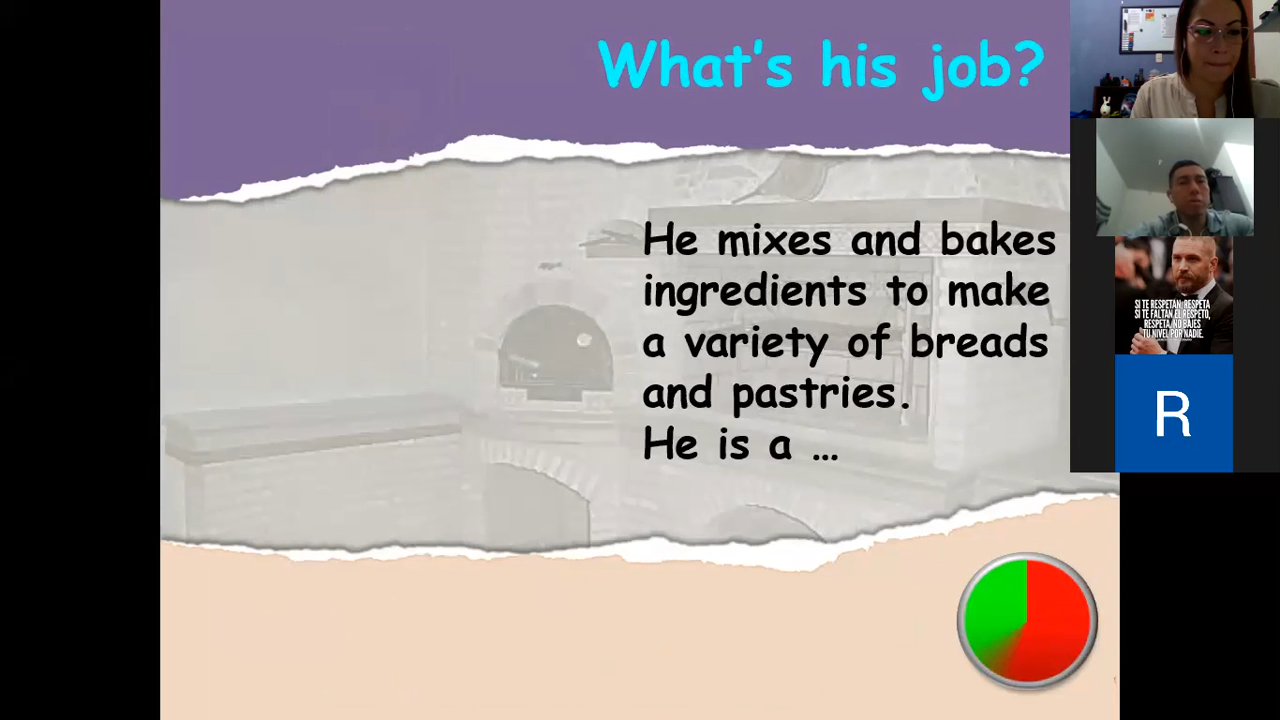 What's his job?
He mixes and bakes
ingredients to make
a variety of breads
and pastries.
He is a ...
SI TE RESPETAN, RESPETA
SI TE FALTAN EL RESPETO,
RESPETA, NO BAJES
TU NIVEL POR NADIE.
R